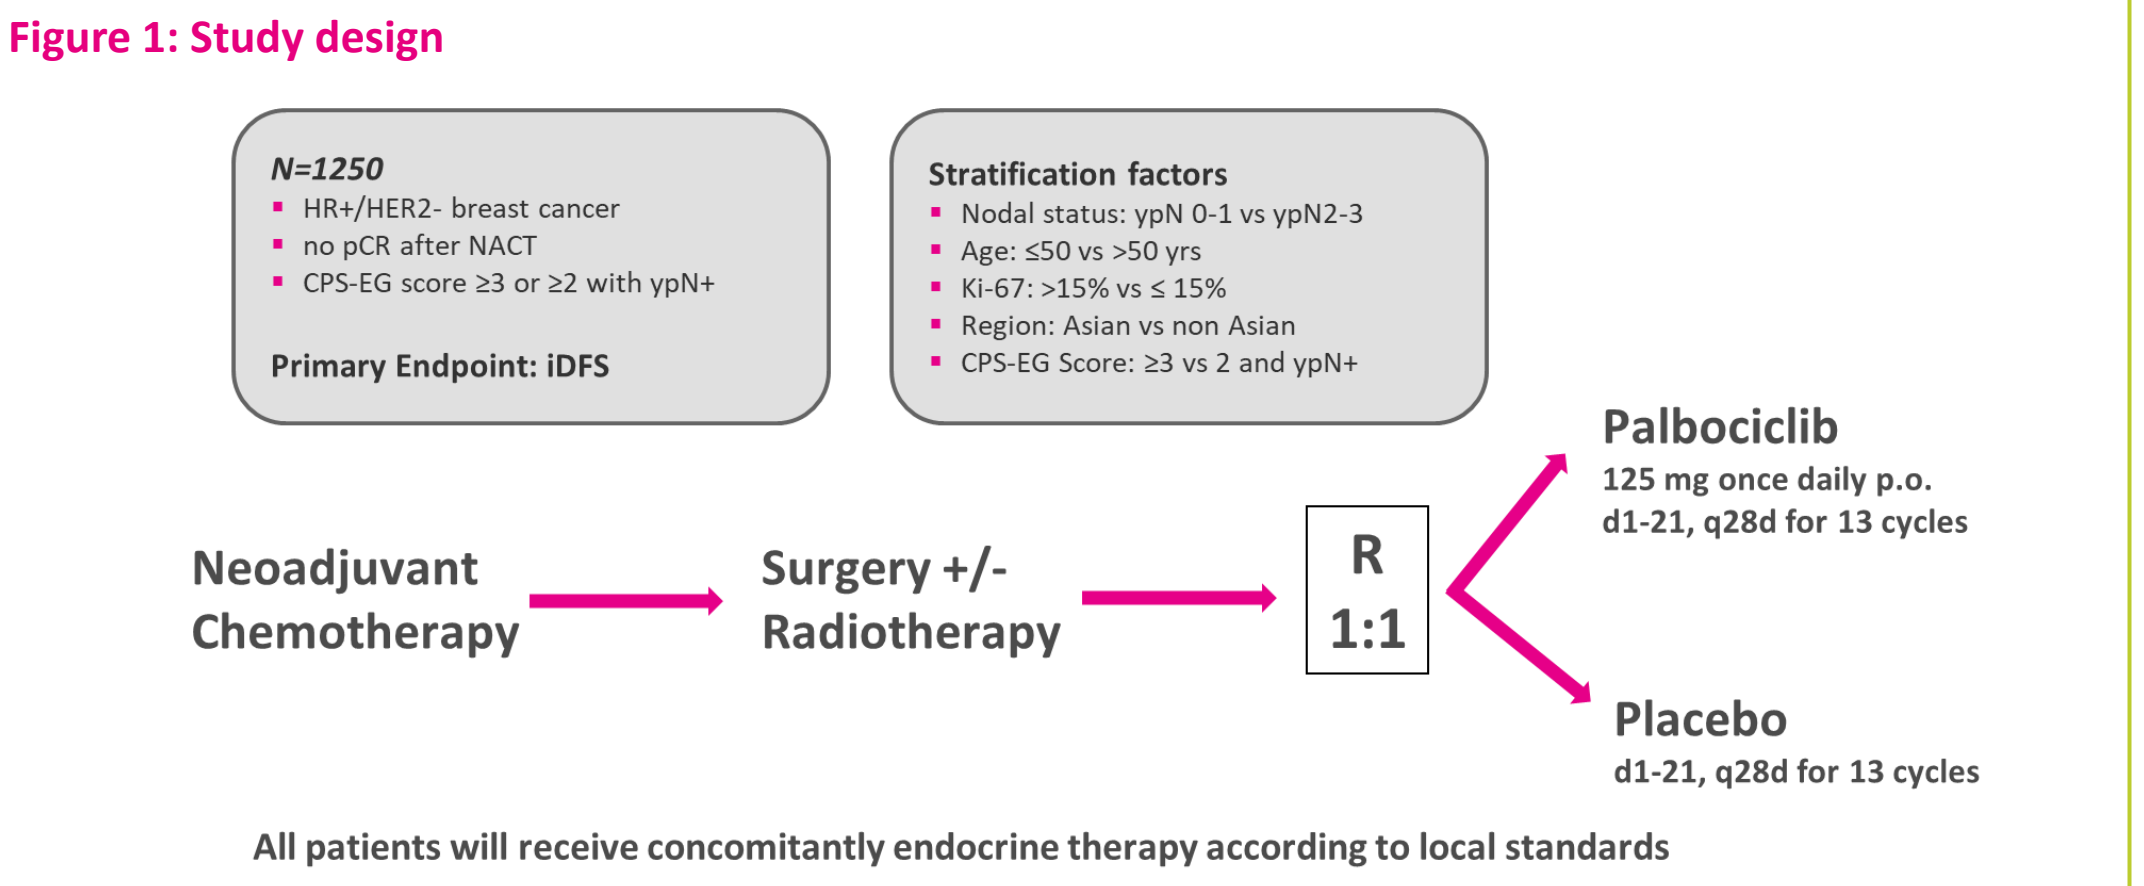 Figure 1: Study design
N=1250
HR+/HER2- breast cancer
no pCR after NACT
CPS-EG score ≥3 or ≥2 with ypN+
Primary Endpoint: iDFS
Stratification factors
Nodal status: ypN 0-1 vs ypN2-3
Age: ≤50 vs >50 yrs
Ki-67: >15% vs ≤ 15%
Region: Asian vs non Asian
CPS-EG Score: ≥3 vs 2 and ypN+
Neoadjuvant
Chemotherapy
Surgery +/-
Radiotherapy
R
1:1
Palbociclib
125 mg once daily p.o.
d1-21, q28d for 13 cycles
Placebo
d1-21, q28d for 13 cycles
All patients will receive concomitantly endocrine therapy according to local standards